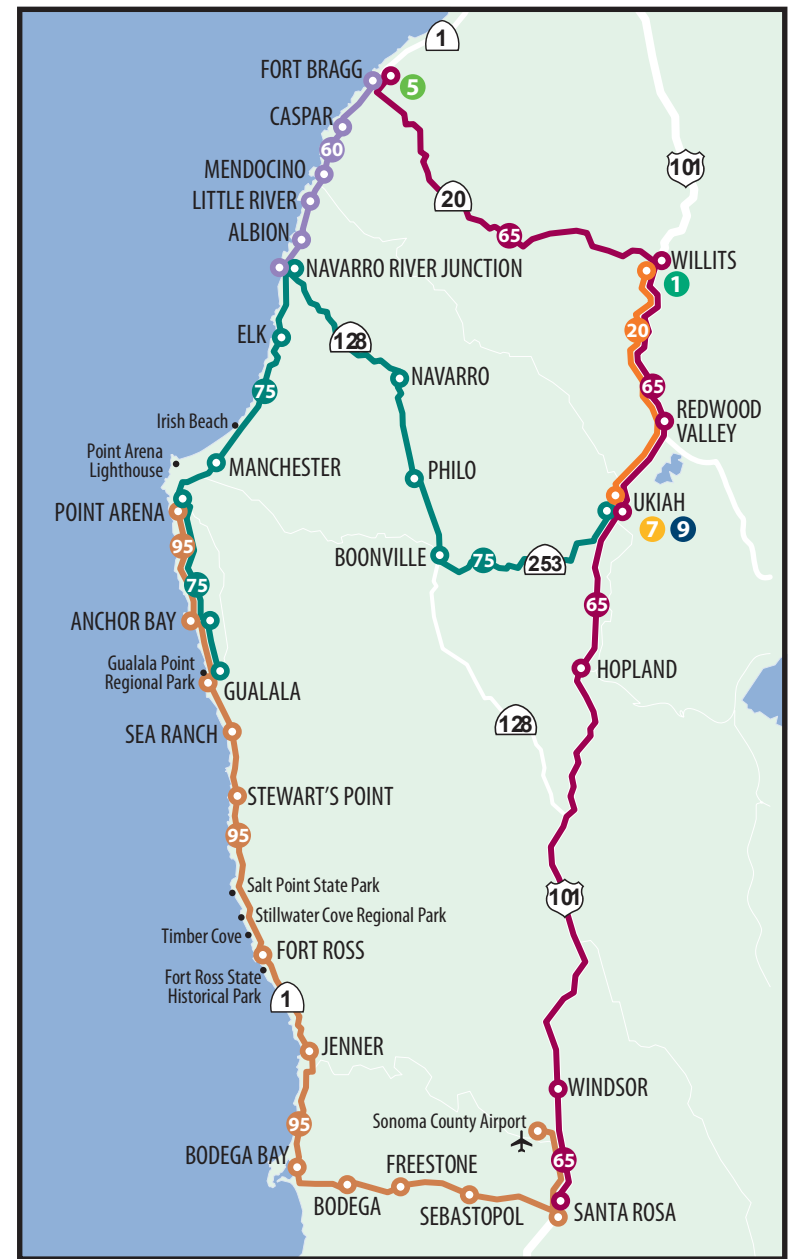 1
FORT BRAGG
5
CASPAR
60
101
MENDOCINO
20
LITTLE RIVER
ALBION
65
WILLITS
NAVARRO RIVER JUNCTION
1
20
ELK
128
NAVARRO
65
75
REDWOOD
VALLEY
Irish Beach
Point Arena
Lighthouse
MANCHESTER
PHILO
POINT ARENA
UKIAH
7
9
95
BOONVILLE
75
253
75
65
ANCHOR BAY
Gualala Point
Regional Park
HOPLAND
GUALALA
128
SEA RANCH
STEWART'S POINT
95
Salt Point State Park
101
Stillwater Cove Regional Park
Timber Cove
FORT ROSS
Fort Ross State
Historical Park
1
JENNER
WINDSOR
95
Sonoma County Airport
65
BODEGA BAY
FREESTONE
BODEGA
SEBASTOPOL
SANTA ROSA